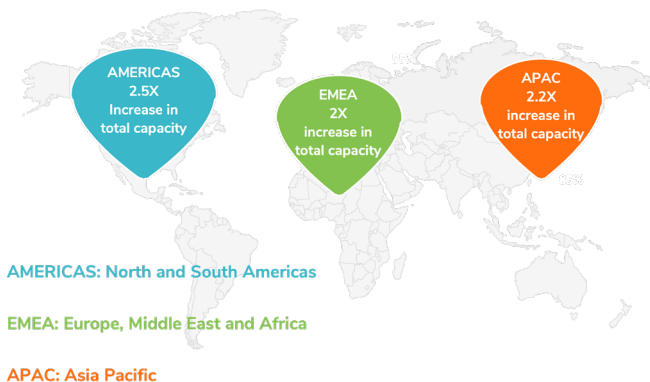 AMERICAS
2.5X
Increase in
total capacity
EMEA
2X
increase in
total capacity
APAC
2.2X
increase in
total capacity
AMERICAS: North and South Americas
EMEA: Europe, Middle East and Africa
APAC: Asia Pacific